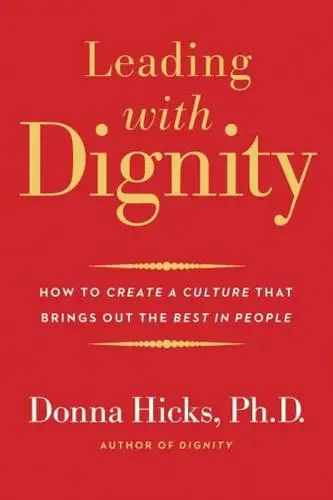 Leading
with
Dignity
HOW TO CREATE A CULTURE THAT
BRINGS OUT THE BEST IN PEOPLE
Donna Hicks, Ph.D.
AUTHOR OF DIGNITY